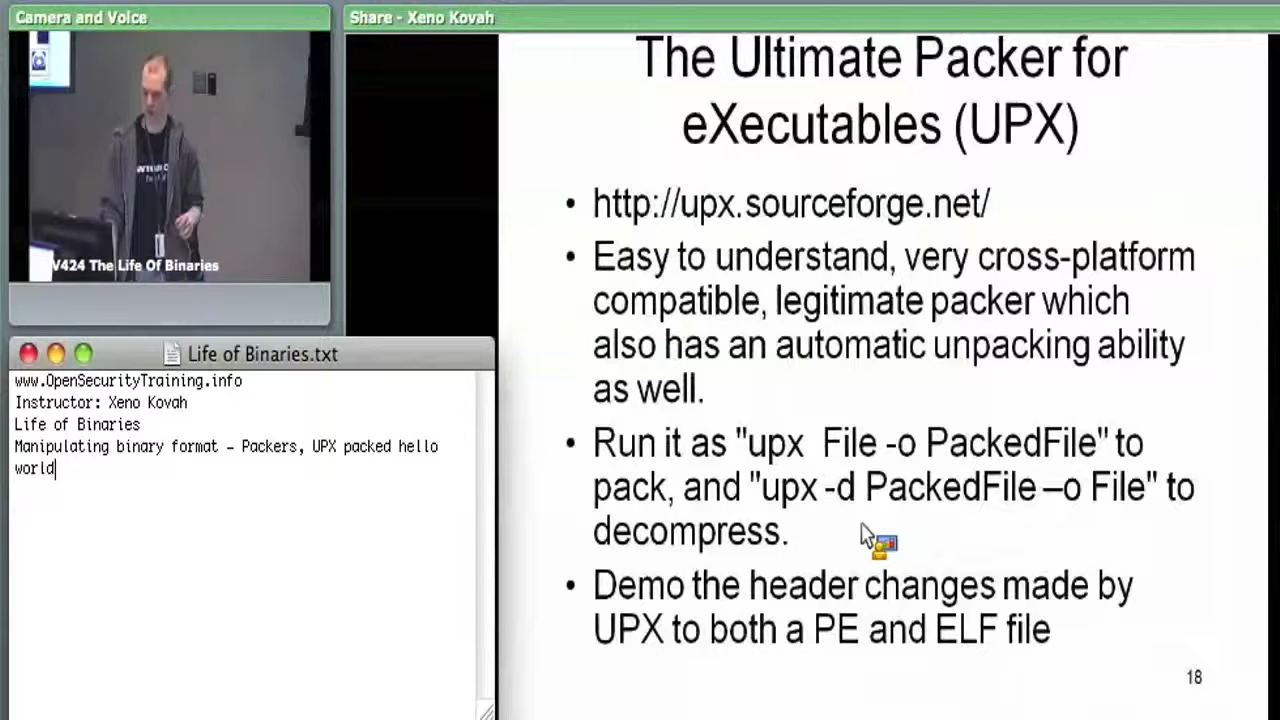 Camera and Voice
Share - Xeno Kovah
V424 The Life Of Binaries
Life of Binaries.txt
www.OpenSecurityTraining.info
Instructor: Xeno Kovah
Life of Binaries
Manipulating binary format - Packers, UPX packed hello
world
The Ultimate Packer for
eXecutables (UPX)
• http://upx.sourceforge.net/
• Easy to understand, very cross-platform
compatible, legitimate packer which
also has an automatic unpacking ability
as well.
• Run it as "upx File -o PackedFile" to
pack, and "upx -d PackedFile –o File" to
decompress.
• Demo the header changes made by
UPX to both a PE and ELF file
18